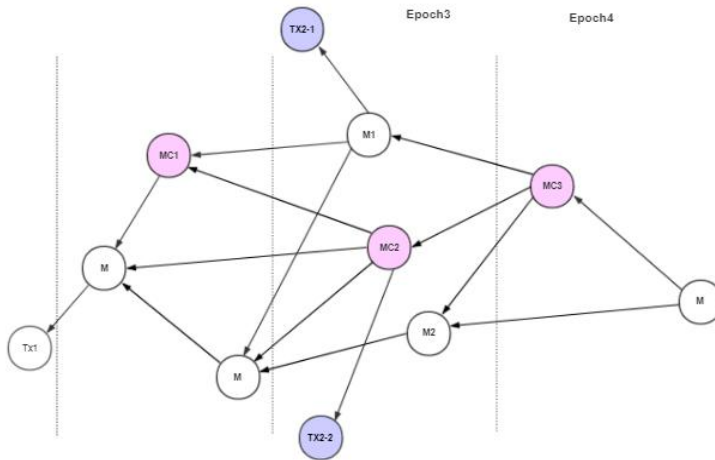 Epoch3
Epoch4
TX2-1
M1
MC1
MC3
MC2
M
M
M2
Tx1
M
TX2-2